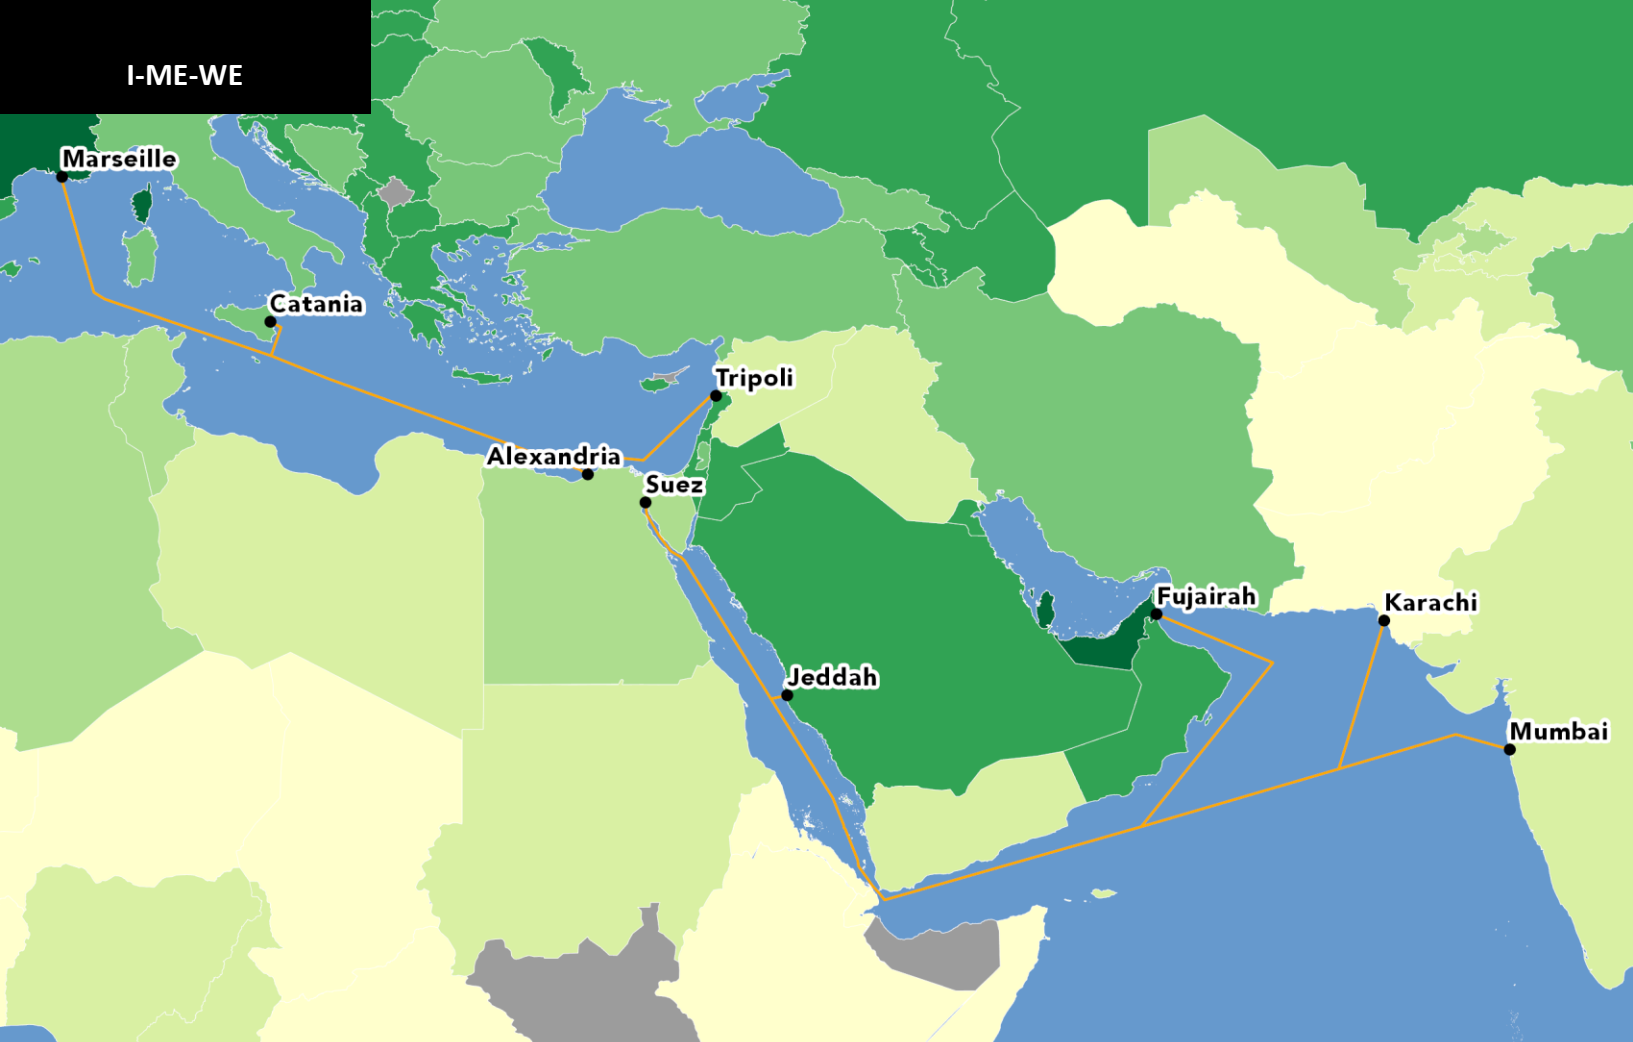 I-ME-WE
Marseille
Catania
Tripoli
Alexandria
Suez
Fujairah
Karachi
Jeddah
Mumbai